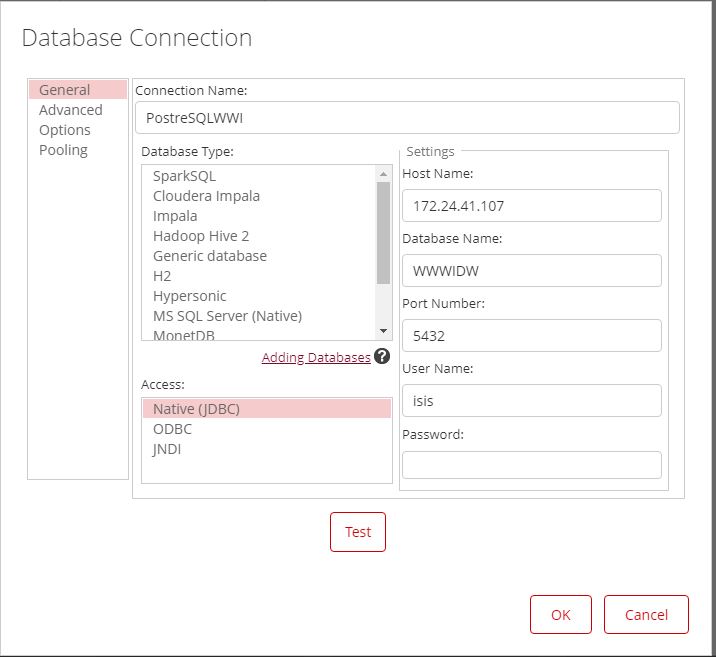 Database Connection
General
Advanced
Options
Pooling
Connection Name:
PostreSQLWWI
Database Type:
SparkSQL
Cloudera Impala
Impala
Hadoop Hive 2
Generic database
H2
Hypersonic
MS SQL Server (Native)
MonetDB
Adding Databases ?
Access:
Native (JDBC)
ODBC
JNDI
Settings
Host Name:
172.24.41.107
Database Name:
WWWIDW
Port Number:
5432
User Name:
isis
Password:
Test
OK
Cancel